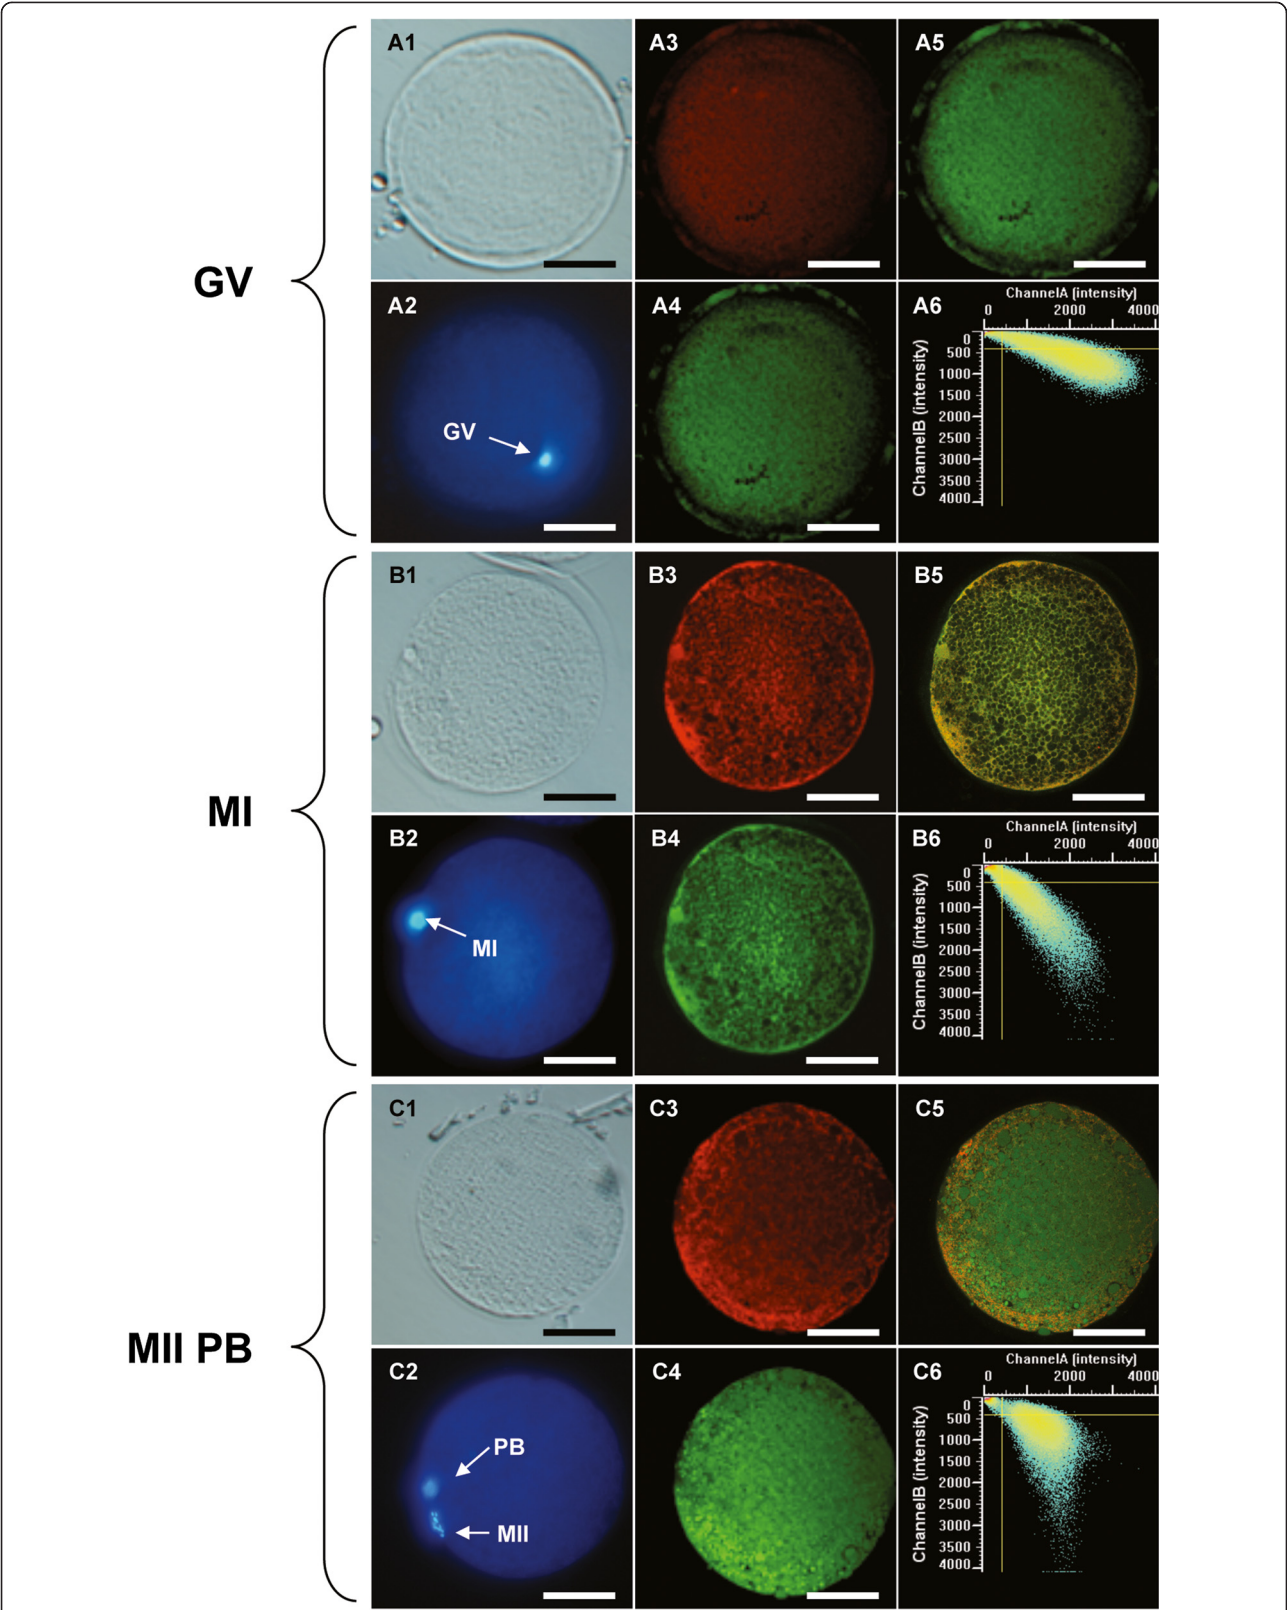 GV
A1
A3
A5
A2
GV
A4
A6
ChannelA (intensity)
0 2000 4000
ChannelB (intensity)
0
500
1000
1500
2000
2500
3000
3500
4000
MI
B1
B3
B5
B2
MI
B4
B6
ChannelA (intensity)
0 2000 4000
ChannelB (intensity)
0
500
1000
1500
2000
2500
3000
3500
4000
MII PB
C1
C3
C5
C2
PB
MII
C4
C6
ChannelA (intensity)
0 2000 4000
ChannelB (intensity)
0
500
1000
1500
2000
2500
3000
3500
4000